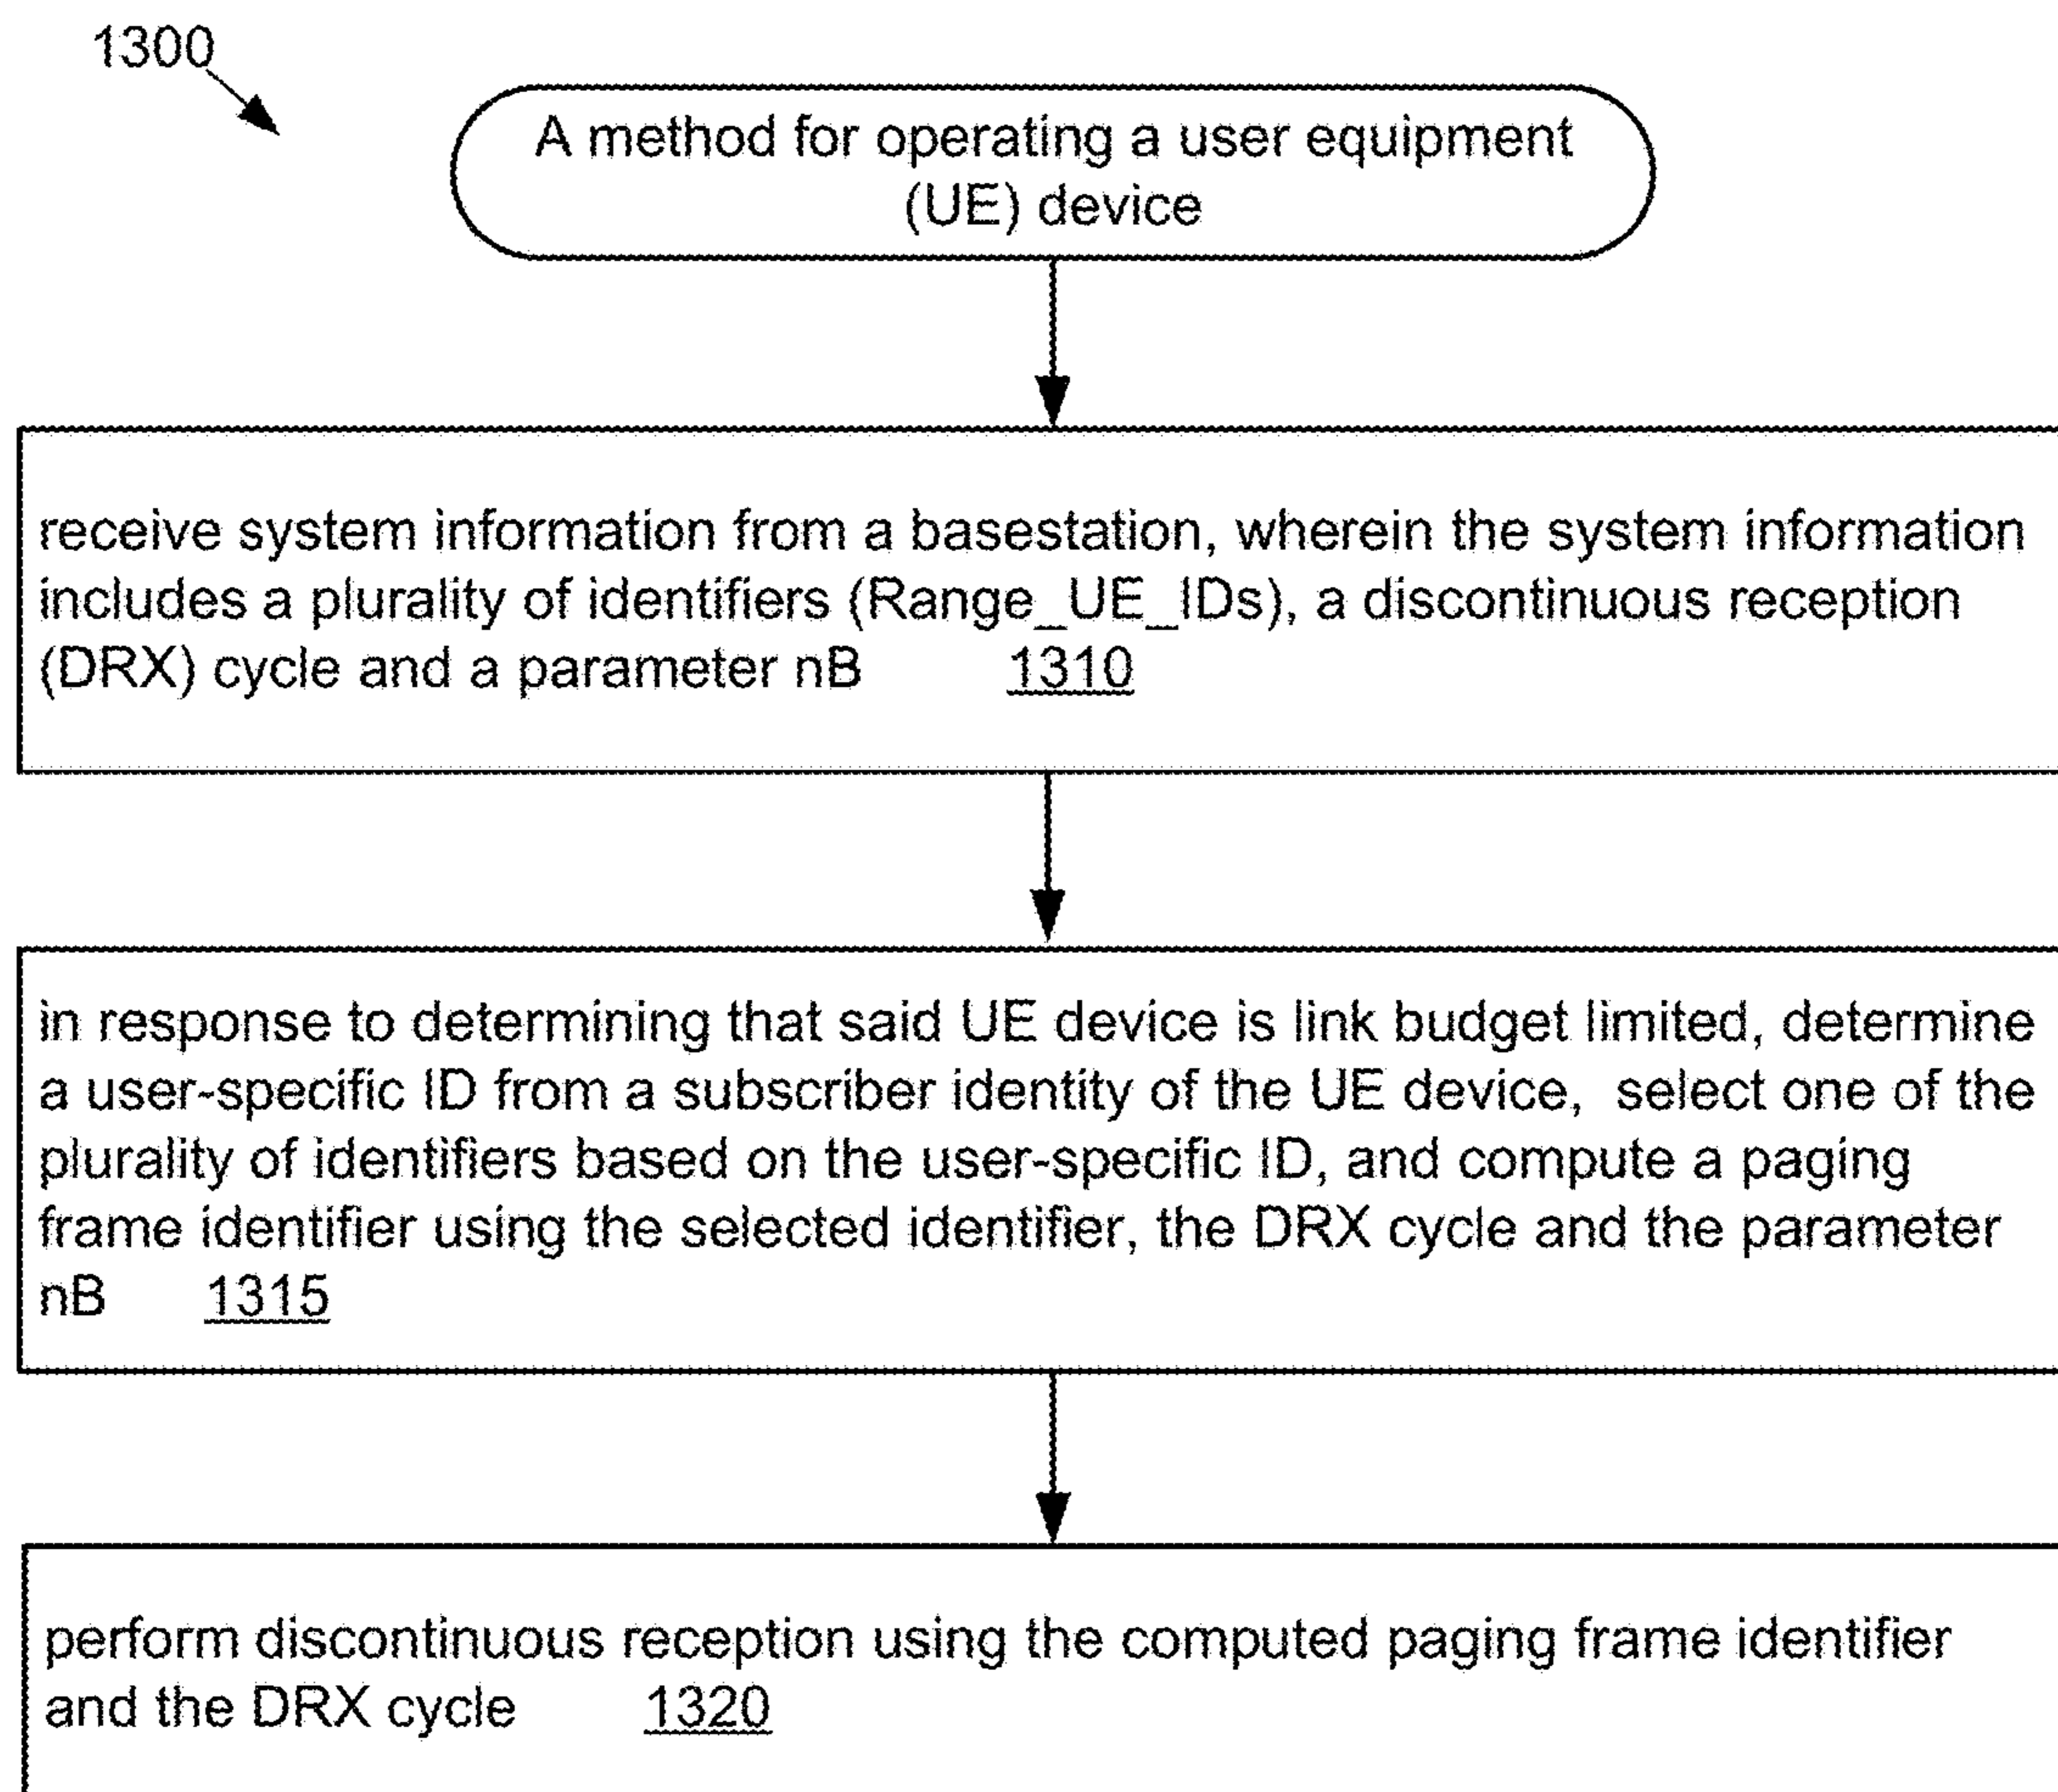 1300
A method for operating a user equipment
(UE) device
receive system information from a basestation, wherein the system information
includes a plurality of identifiers (Range_UE_IDs), a discontinuous reception
(DRX) cycle and a parameter nB 1310
in response to determining that said UE device is link budget limited, determine
a user-specific ID from a subscriber identity of the UE device, select one of the
plurality of identifiers based on the user-specific ID, and compute a paging
frame identifier using the selected identifier, the DRX cycle and the parameter
nB 1315
perform discontinuous reception using the computed paging frame identifier
and the DRX cycle 1320